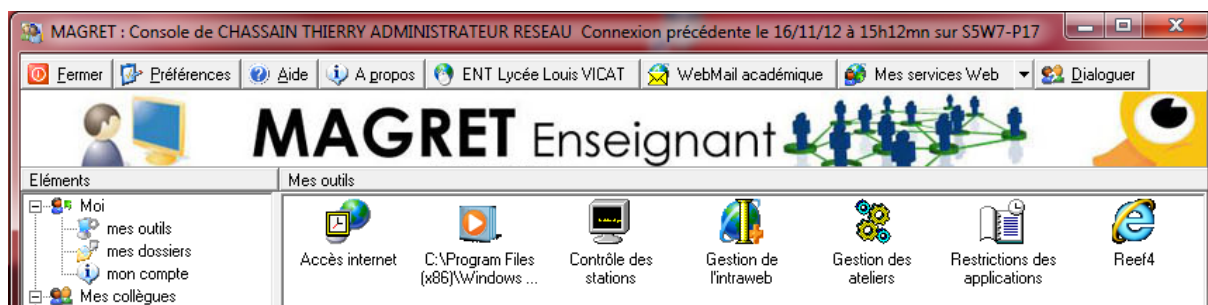 MAGRET : Console de CHASSAIN THIERRY ADMINISTRATEUR RESEAU Connexion précédente le 16/11/12 à 15h12mn sur S5W7-P17
Fermer Préférences Aide A propos ENT Lycée Louis VICAT WebMail académique Mes services Web Dialoguer
MAGRET Enseignant
Eléments Mes outils
Moi
mes outils
mes dossiers
mon compte
Mes collègues
Accès internet
C:\Program Files
(x86)\Windows ...
Contrôle des
stations
Gestion de
l'intraweb
Gestion des
ateliers
Restrictions des
applications
Reef4